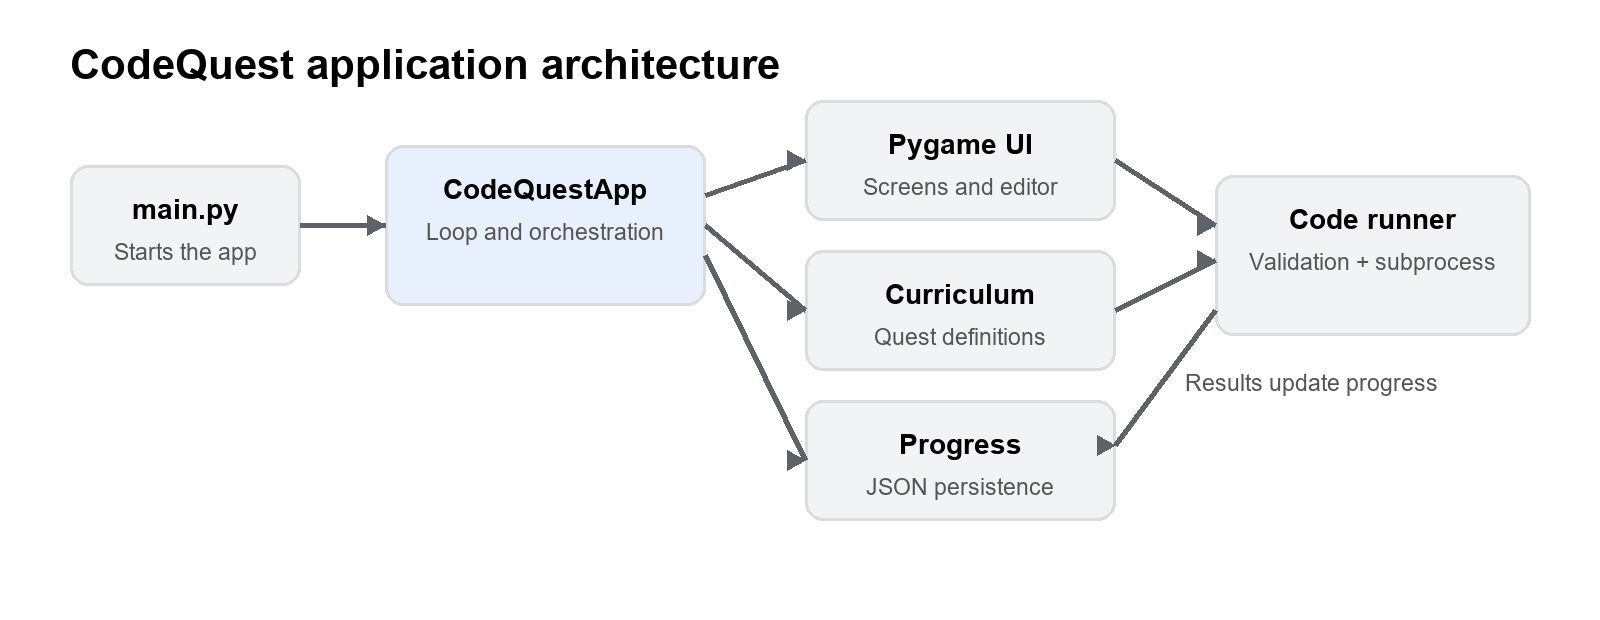 CodeQuest application architecture
main.py
Starts the app
CodeQuestApp
Loop and orchestration
Pygame UI
Screens and editor
Curriculum
Quest definitions
Progress
JSON persistence
Code runner
Validation + subprocess
Results update progress